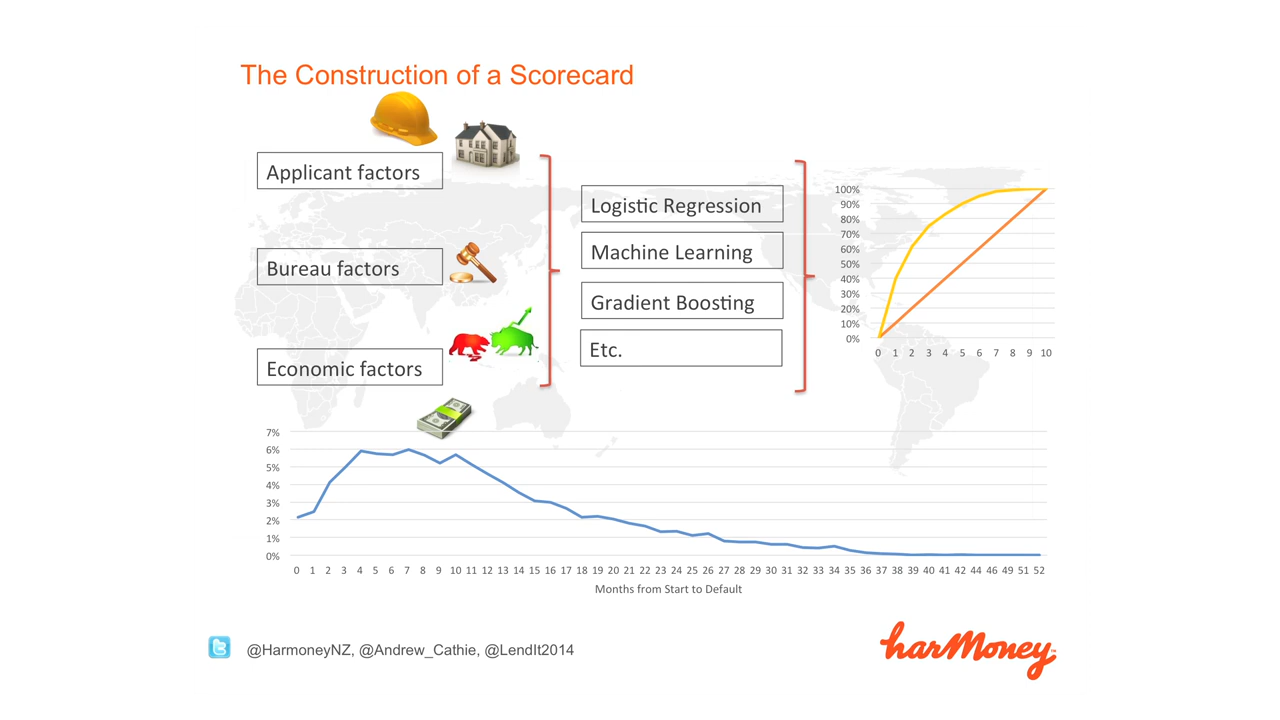 The Construction of a Scorecard
Applicant factors
Bureau factors
Economic factors
Logistic Regression
Machine Learning
Gradient Boosting
Etc.
100%
90%
80%
70%
60%
50%
40%
30%
20%
10%
0%
0 1 2 3 4 5 6 7 8 9 10
7%
6%
5%
4%
3%
2%
1%
0%
0 1 2 3 4 5 6 7 8 9 10 11 12 13 14 15 16 17 18 19 20 21 22 23 24 25 26 27 28 29 30 31 32 33 34 35 36 37 38 39 40 41 42 44 46 49 51 52
Months from Start to Default
@HarmoneyNZ, @Andrew_Cathie, @LendIt2014
harMoney